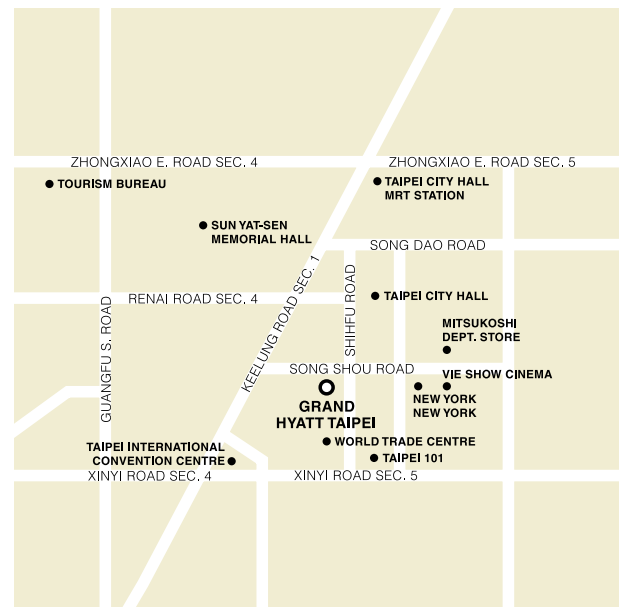 ZHONGXIAO E. ROAD SEC. 4
ZHONGXIAO E. ROAD SEC. 5
TOURISM BUREAU
TAIPEI CITY HALL
MRT STATION
SUN YAT-SEN
MEMORIAL HALL
SONG DAO ROAD
KEELUNG ROAD SEC. 1
SHIHFU ROAD
RENAI ROAD SEC. 4
TAIPEI CITY HALL
GUANGFU S. ROAD
MITSUKOSHI
DEPT. STORE
SONG SHOU ROAD
VIE SHOW CINEMA
NEW YORK
NEW YORK
GRAND
HYATT TAIPEI
WORLD TRADE CENTRE
TAIPEI INTERNATIONAL
CONVENTION CENTRE
TAIPEI 101
XINYI ROAD SEC. 4
XINYI ROAD SEC. 5